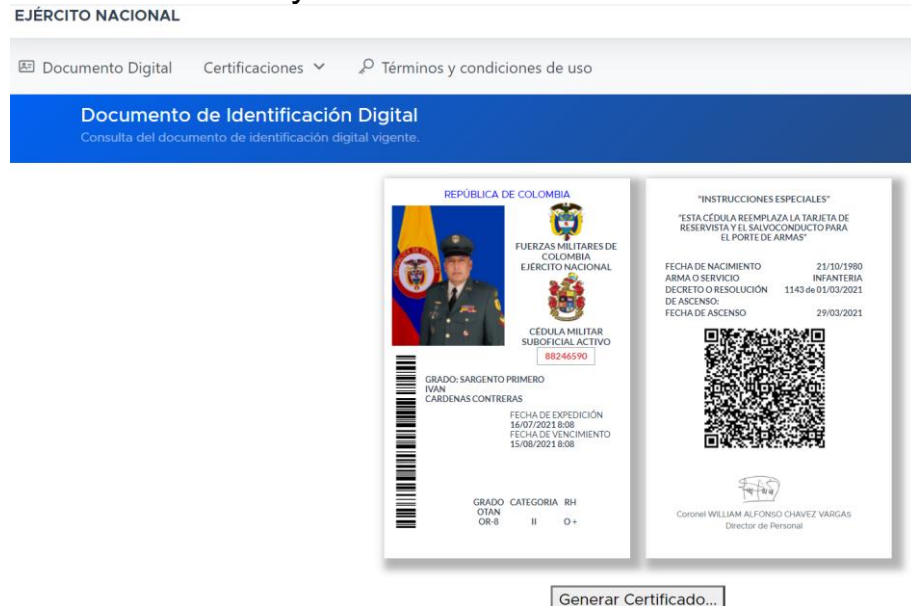 EJÉRCITO NACIONAL
Documento Digital Certificaciones Términos y condiciones de uso
Documento de Identificación Digital
Consulta del documento de identificación digital vigente.
REPÚBLICA DE COLOMBIA
FUERZAS MILITARES DE
COLOMBIA
EJÉRCITO NACIONAL
CÉDULA MILITAR
SUBOFICIAL ACTIVO
88246590
GRADO: SARGENTO PRIMERO
IVAN
CARDENAS CONTRERAS
FECHA DE EXPEDICIÓN
16/07/2021 8:08
FECHA DE VENCIMIENTO
15/08/2021 8:08
GRADO CATEGORIA RH
OTAN
OR-8 II O+
"INSTRUCCIONES ESPECIALES"
"ESTA CÉDULA REEMPLAZA LA TARJETA DE
RESERVISTA Y EL SALVOCONDUCTO PARA
EL PORTE DE ARMAS"
FECHA DE NACIMIENTO 21/10/1980
ARMA O SERVICIO INFANTERIA
DECRETO O RESOLUCIÓN 1143 de 01/03/2021
DE ASCENSO:
FECHA DE ASCENSO 29/03/2021
Coronel WILLIAM ALFONSO CHAVEZ VARGAS
Director de Personal
Generar Certificado...